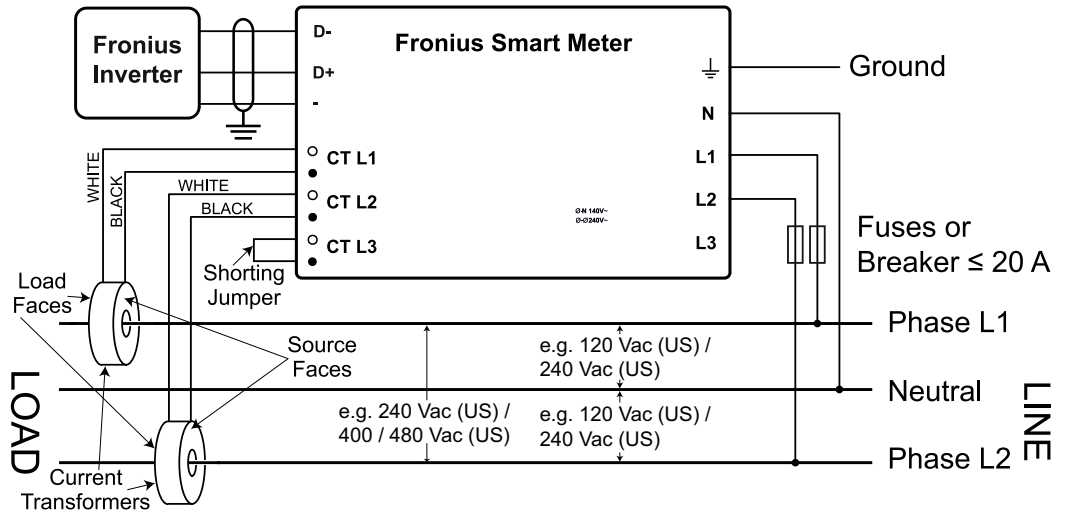 Fronius
Inverter
Fronius Smart Meter
D-
D+
-
Ground
N
L1
L2
L3
CT L1
CT L2
CT L3
WHITE
BLACK
WHITE
BLACK
Ø-N 140V~
Ø-Ø240V~
Shorting
Jumper
Fuses or
Breaker ≤ 20 A
Load
Faces
Source
Faces
Phase L1
e.g. 120 Vac (US) /
240 Vac (US)
Neutral
e.g. 240 Vac (US) /
400 / 480 Vac (US)
e.g. 120 Vac (US) /
240 Vac (US)
Phase L2
LOAD
LINE
Current
Transformers